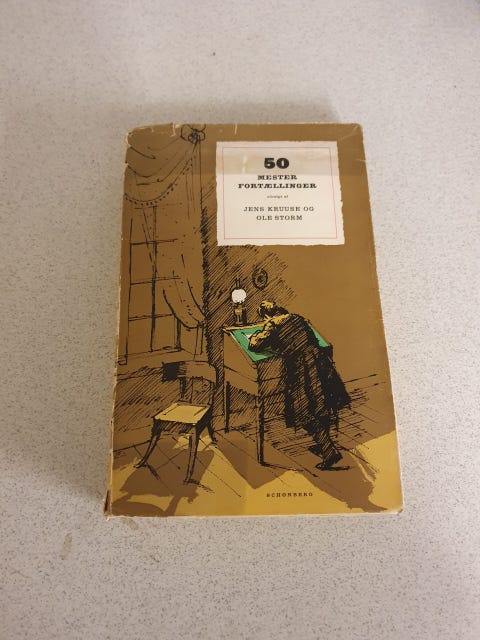 50
MESTER
FORTÆLLINGER
udvalgt af
JENS KRUUSE OG
OLE STORM
SCHØNBERG